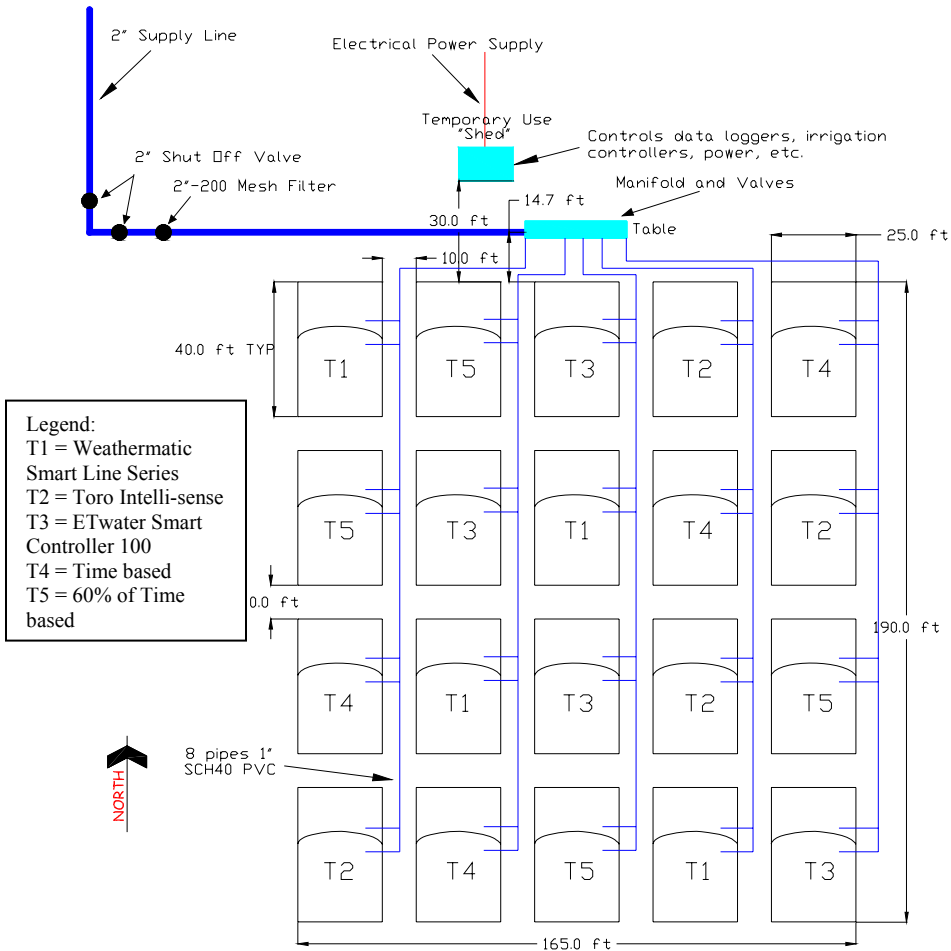 2" Supply Line
Electrical Power Supply
Temporary Use
"Shed"
Controls data loggers, irrigation
controllers, power, etc.
2" Shut Off Valve
2"-200 Mesh Filter
Manifold and Valves
14.7 ft
30.0 ft
Table
25.0 ft
10.0 ft
40.0 ft TYP
T1
T5
T3
T2
T4
Legend:
T1 = Weathermatic
Smart Line Series
T2 = Toro Intelli-sense
T3 = ETwater Smart
Controller 100
T4 = Time based
T5 = 60% of Time
based
T5
T3
T1
T4
T2
0.0 ft
190.0 ft
T4
T1
T3
T2
T5
8 pipes 1"
SCH40 PVC
NORTH
T2
T4
T5
T1
T3
165.0 ft